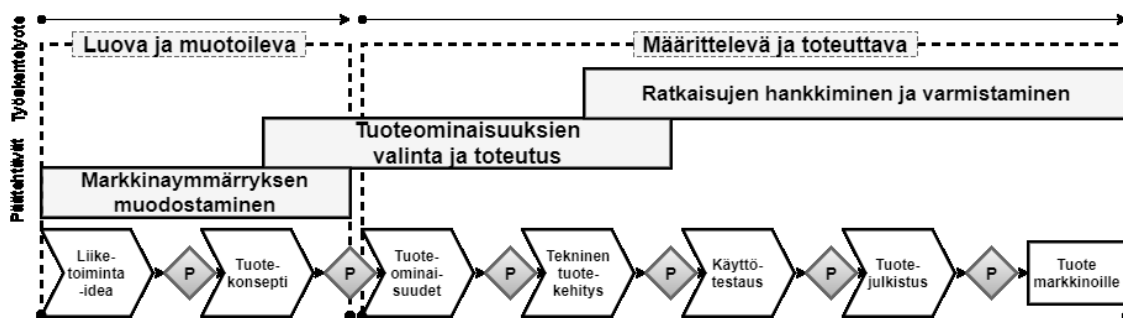 Luova ja muotoileva
Määrittelevä ja toteuttava
Työskentelyote
Ratkaisujen hankkiminen ja varmistaminen
Päätehtävät
Tuoteominaisuuksien
valinta ja toteutus
Markkinaymmärryksen
muodostaminen
Liike-
toiminta
-idea
P
Tuote-
konsepti
P
Tuote-
ominai-
suudet
P
Tekninen
tuote-
kehitys
P
Käyttö-
testaus
P
Tuote-
julkistus
P
Tuote
markkinoille